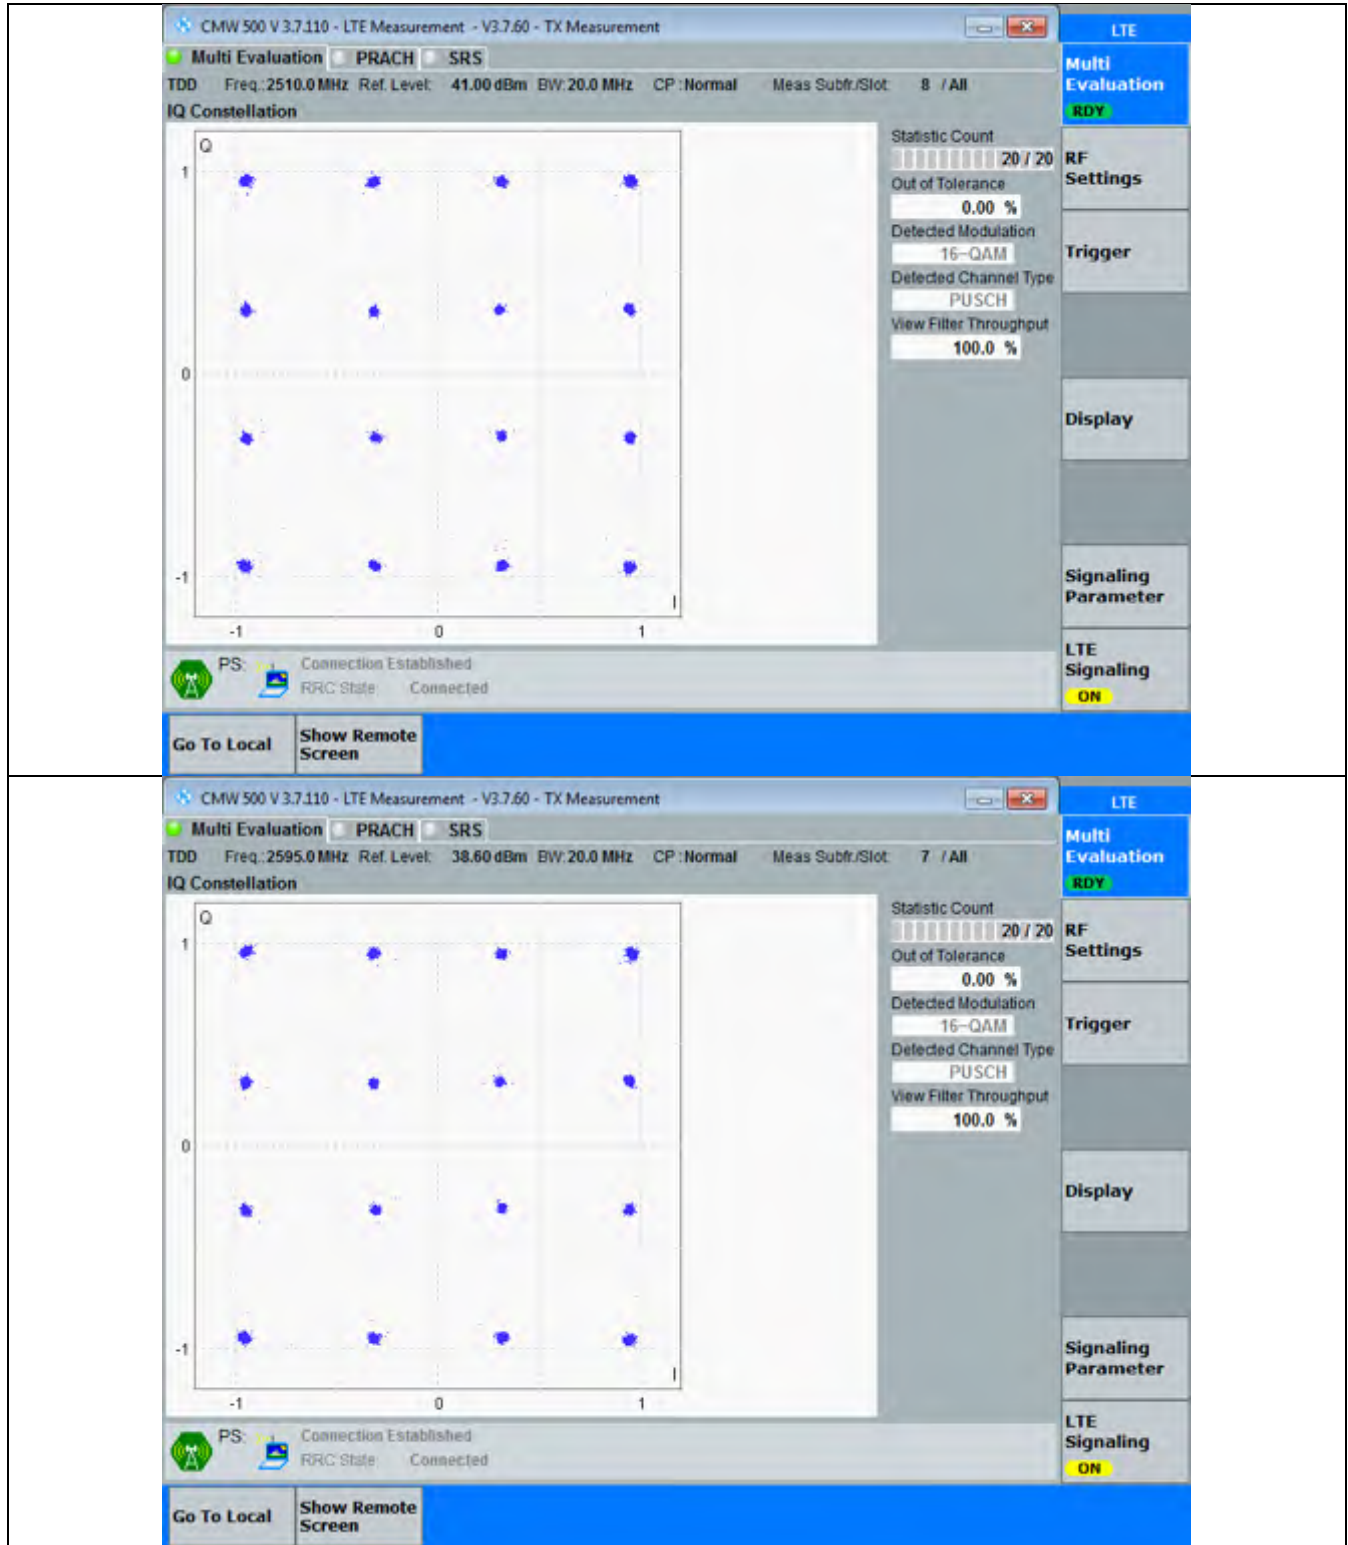 CMW 500 V 3.7.110 - LTE Measurement - V3.7.60 - TX Measurement
LTE
Multi Evaluation PRACH SRS
Multi
Evaluation
RDY
TDD Freq.: 2510.0 MHz Ref. Level: 41.00 dBm BW: 20.0 MHz CP : Normal Meas Subfr./Slot: 8 / All
IQ Constellation
Q
1
0
-1
-1 0 1
I
Statistic Count
20 / 20
Out of Tolerance
0.00 %
Detected Modulation
16-QAM
Detected Channel Type
PUSCH
View Filter Throughput
100.0 %
RF
Settings
Trigger
Display
Signaling
Parameter
LTE
Signaling
ON
PS: Connection Established
RRC State Connected
Go To Local
Show Remote
Screen
CMW 500 V 3.7.110 - LTE Measurement - V3.7.60 - TX Measurement
LTE
Multi Evaluation PRACH SRS
Multi
Evaluation
RDY
TDD Freq.: 2595.0 MHz Ref. Level: 38.60 dBm BW: 20.0 MHz CP : Normal Meas Subfr./Slot: 7 / All
IQ Constellation
Q
1
0
-1
-1 0 1
I
Statistic Count
20 / 20
Out of Tolerance
0.00 %
Detected Modulation
16-QAM
Detected Channel Type
PUSCH
View Filter Throughput
100.0 %
RF
Settings
Trigger
Display
Signaling
Parameter
LTE
Signaling
ON
PS: Connection Established
RRC State Connected
Go To Local
Show Remote
Screen